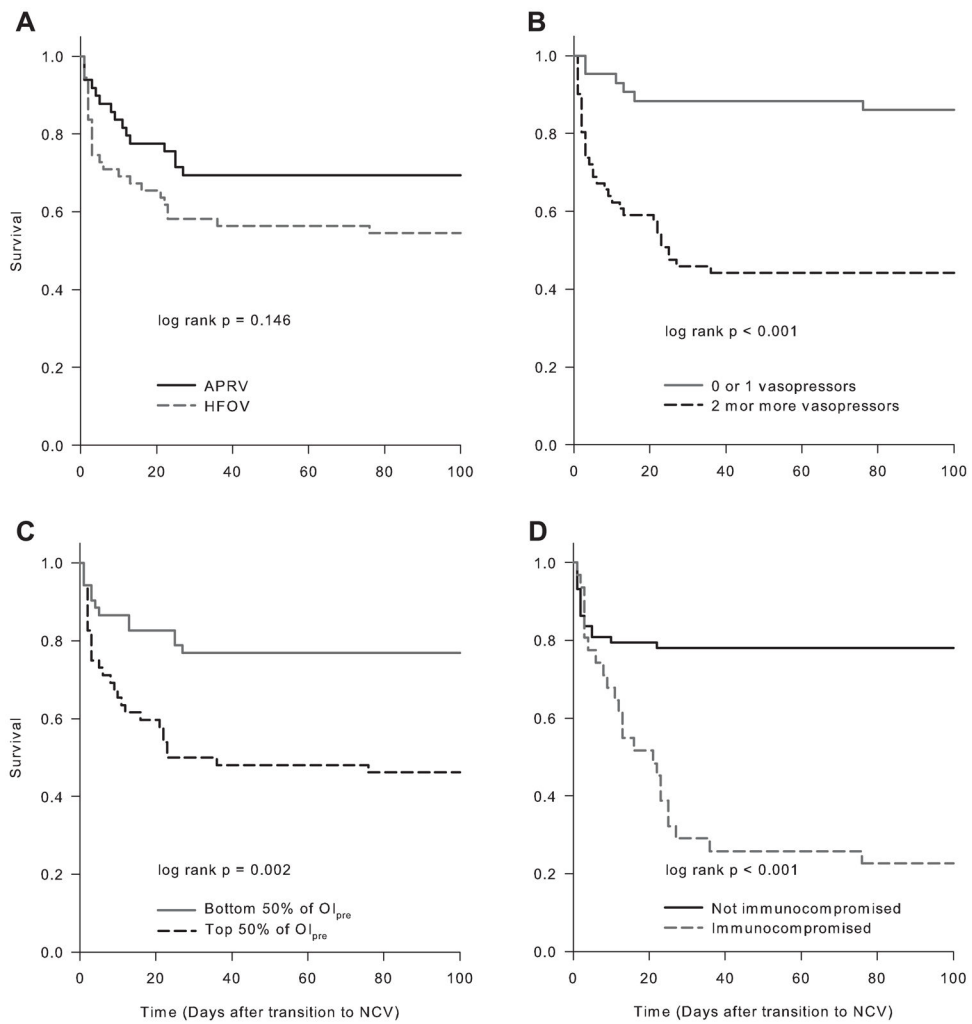 A
1.0
0.8
0.6
0.4
0.2
0.0
Survival
log rank p = 0.146
APRV
HFOV
0 20 40 60 80 100
B
1.0
0.8
0.6
0.4
0.2
0.0
log rank p < 0.001
0 or 1 vasopressors
2 mor more vasopressors
0 20 40 60 80 100
C
1.0
0.8
0.6
0.4
0.2
0.0
Survival
log rank p = 0.002
Bottom 50% of OIpre
Top 50% of OIpre
0 20 40 60 80 100
Time (Days after transition to NCV)
D
1.0
0.8
0.6
0.4
0.2
0.0
log rank p < 0.001
Not immunocompromised
Immunocompromised
0 20 40 60 80 100
Time (Days after transition to NCV)